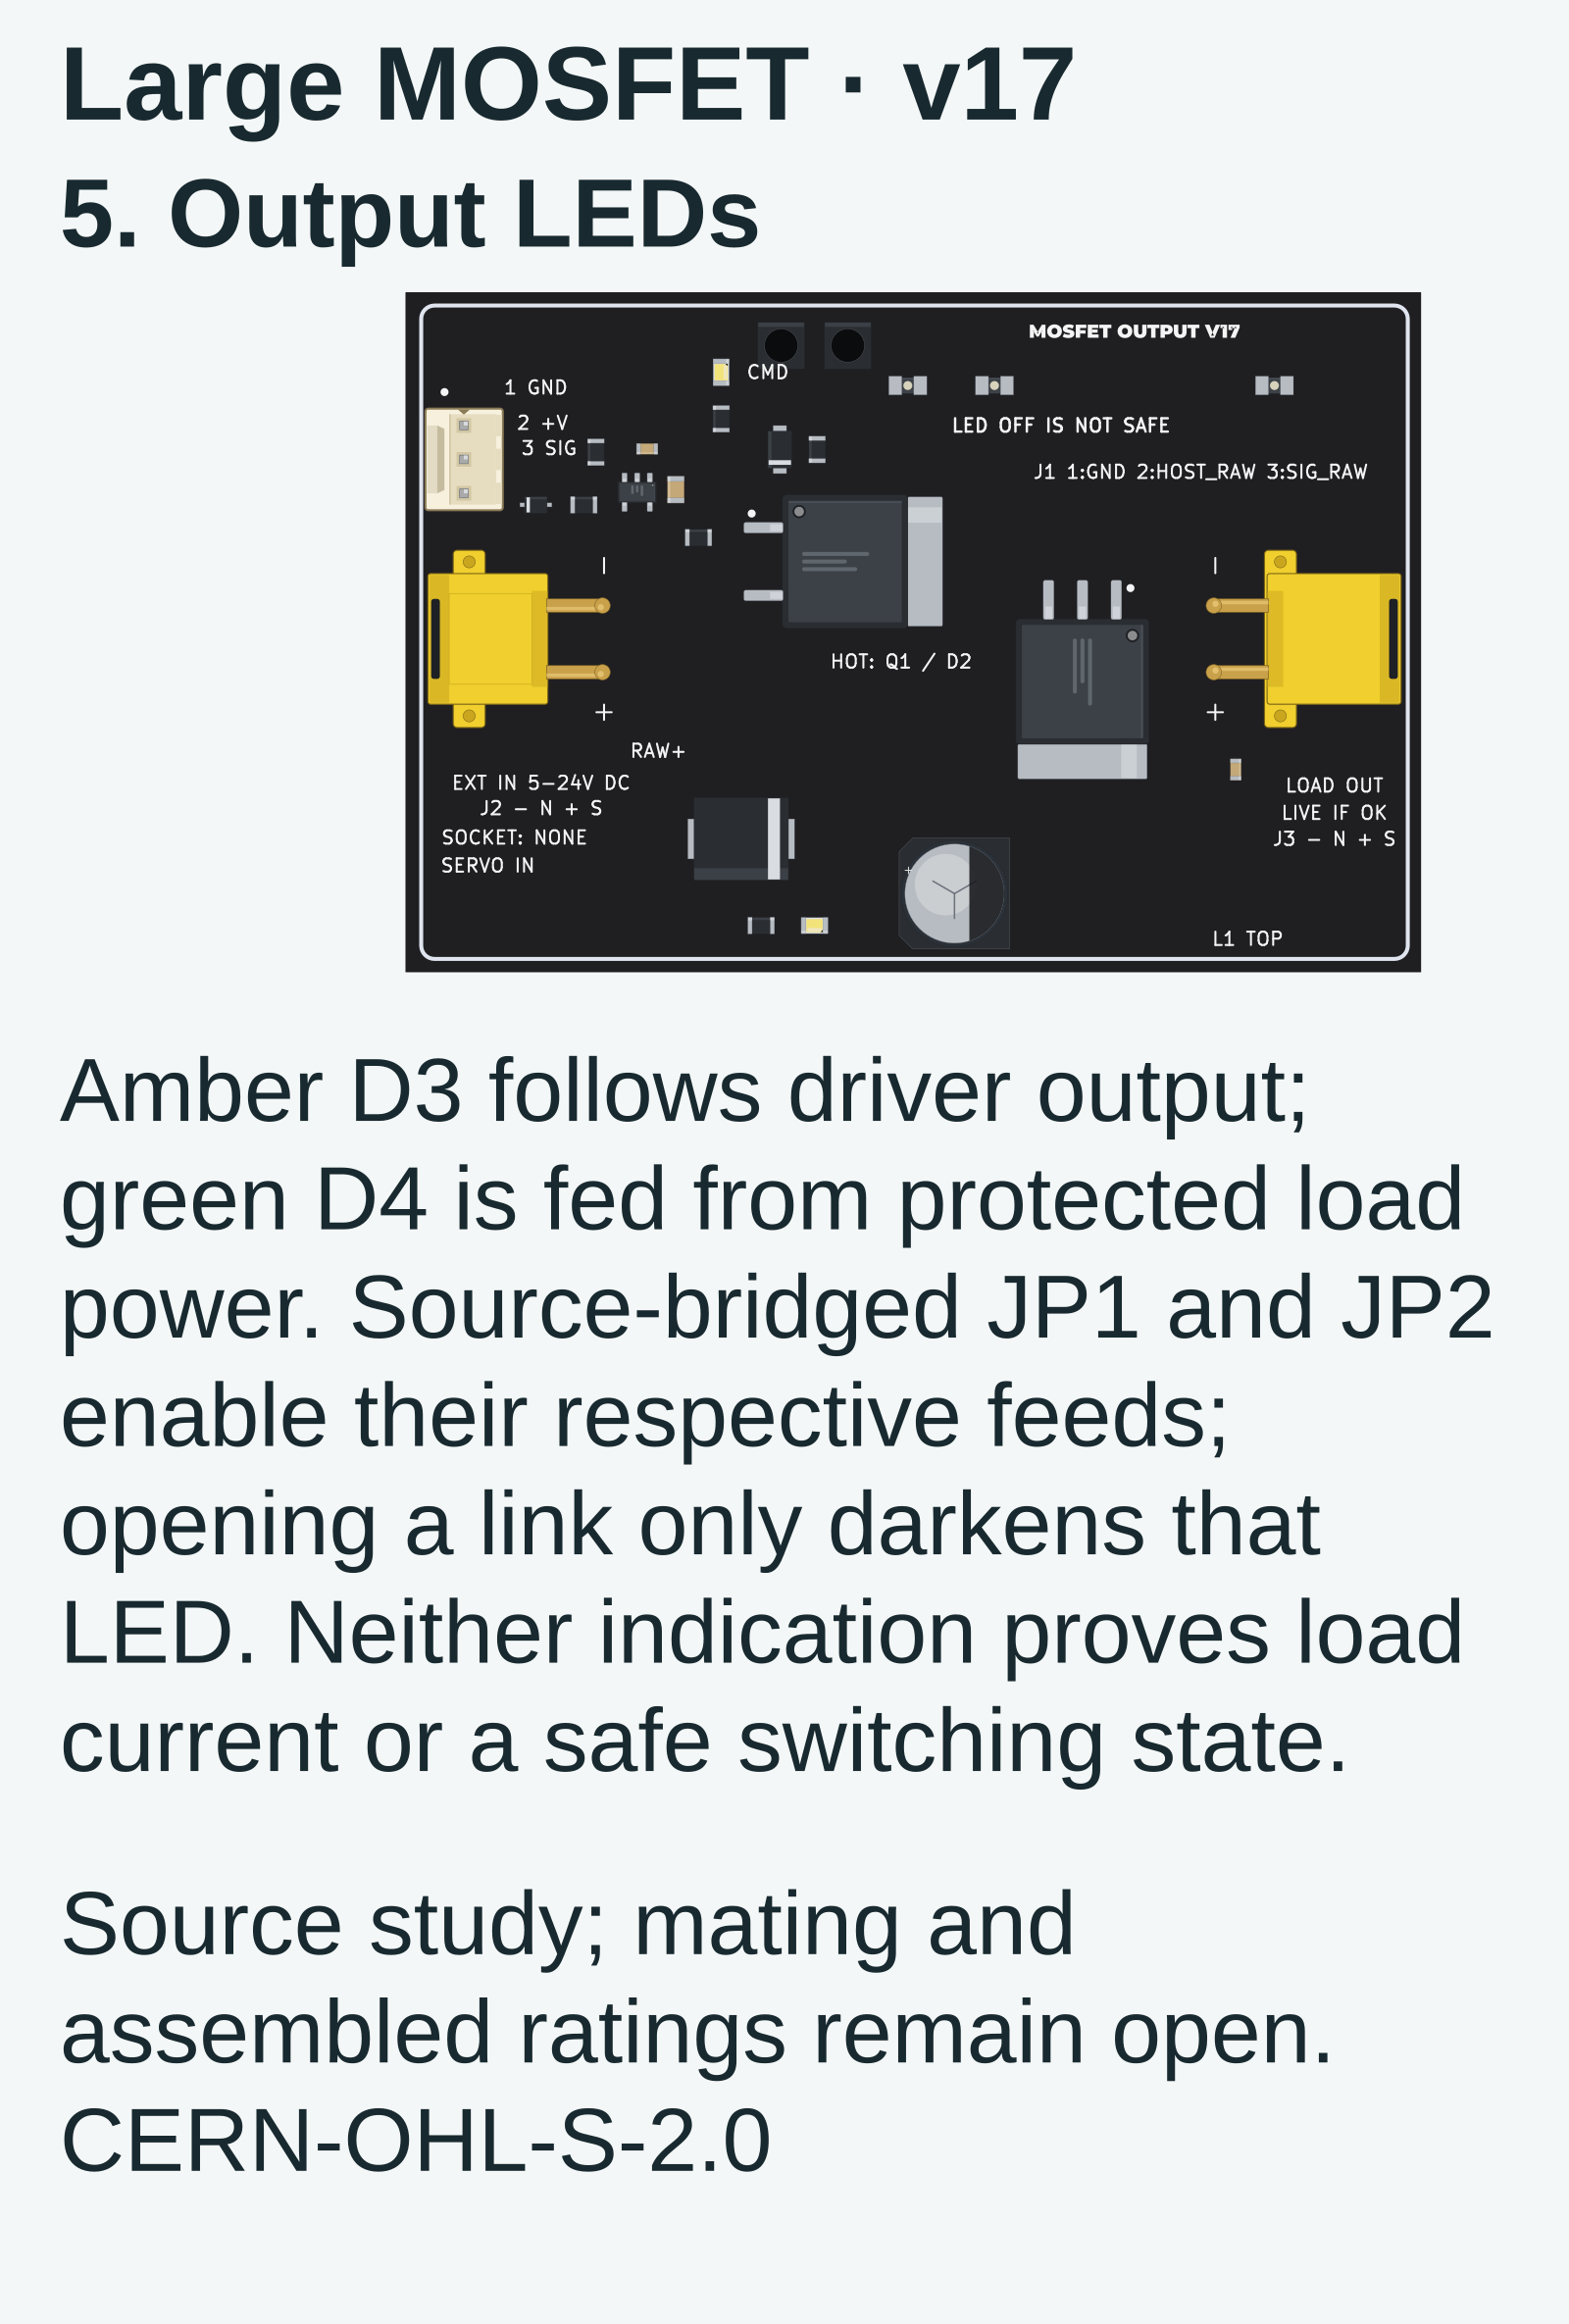 Large MOSFET · v17
5. Output LEDs
MOSFET OUTPUT V17
CMD
1 GND
2 +V
3 SIG
LED OFF IS NOT SAFE
J1 1:GND 2:HOST_RAW 3:SIG_RAW
HOT: Q1 / D2
RAW+
EXT IN 5–24V DC
J2 – N + S
SOCKET: NONE
SERVO IN
LOAD OUT
LIVE IF OK
J3 – N + S
L1 TOP
Amber D3 follows driver output;
green D4 is fed from protected load
power. Source-bridged JP1 and JP2
enable their respective feeds;
opening a link only darkens that
LED. Neither indication proves load
current or a safe switching state.
Source study; mating and
assembled ratings remain open.
CERN-OHL-S-2.0